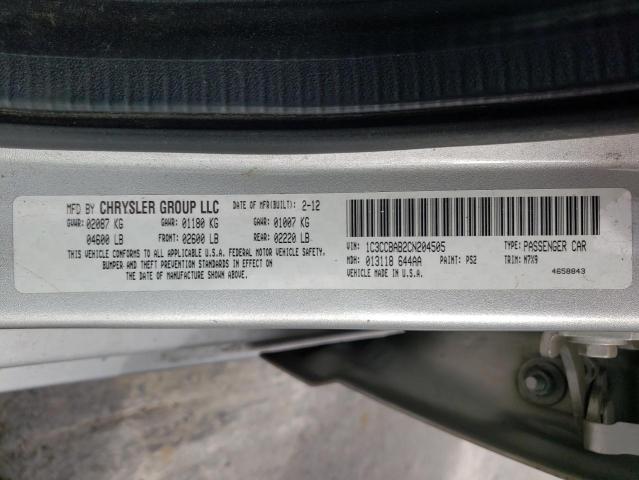 MFD BY CHRYSLER GROUP LLC DATE OF MFR(BUILT): 2-12
GVWR: 02087 KG GAWR: 01180 KG GAWR: 01007 KG
04600 LB FRONT: 02600 LB REAR: 02220 LB
THIS VEHICLE CONFORMS TO ALL APPLICABLE U.S.A. FEDERAL MOTOR VEHICLE SAFETY,
BUMPER AND THEFT PREVENTION STANDARDS IN EFFECT ON
THE DATE OF MANUFACTURE SHOWN ABOVE.
VIN: 1C3CCBAB2CN204505 TYPE: PASSENGER CAR
MDH: 013118 644AA PAINT: PS2 TRIM: M7X9
VEHICLE MADE IN U.S.A. 4658843